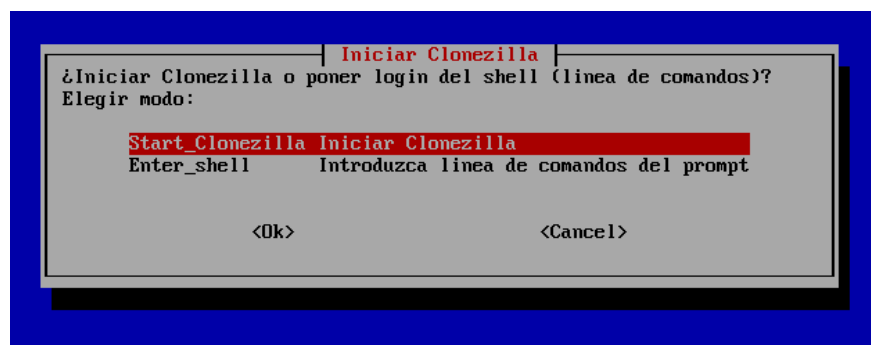 Iniciar Clonezilla
¿Iniciar Clonezilla o poner login del shell (linea de comandos)?
Elegir modo:
Start_Clonezilla Iniciar Clonezilla
Enter_shell Introduzca linea de comandos del prompt
<Ok> <Cancel>